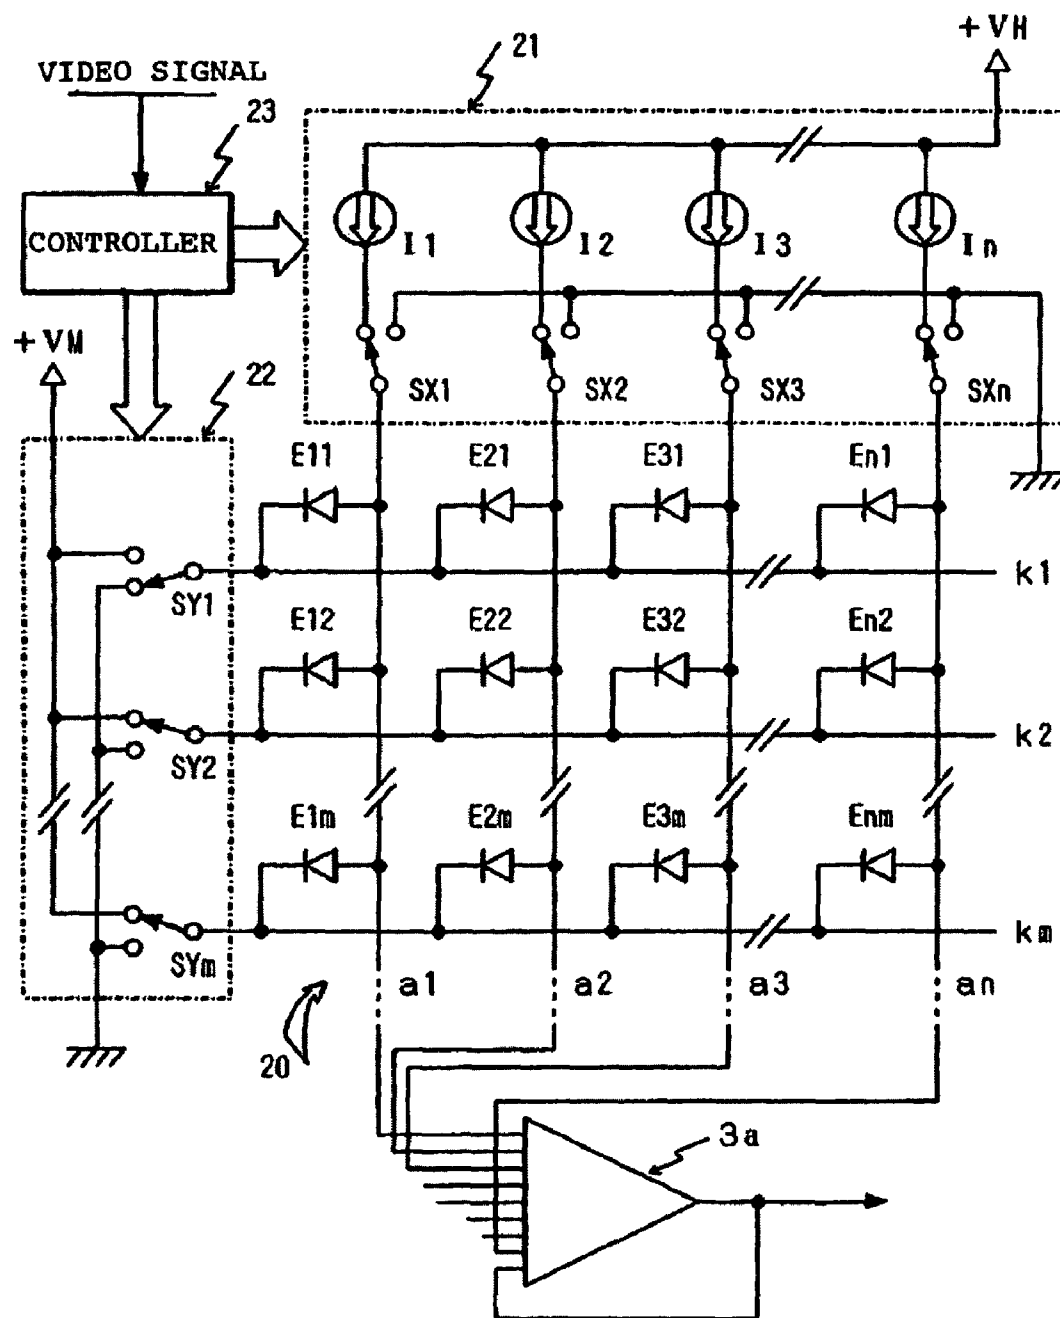 +VH
21
VIDEO SIGNAL
23
CONTROLLER
I1 I2 I3 In
+VM
22
SX1 SX2 SX3 SXn
E11 E21 E31 En1
SY1
k1
E12 E22 E32 En2
SY2
k2
E1m E2m E3m Enm
SYm
km
a1 a2 a3 an
20
3a